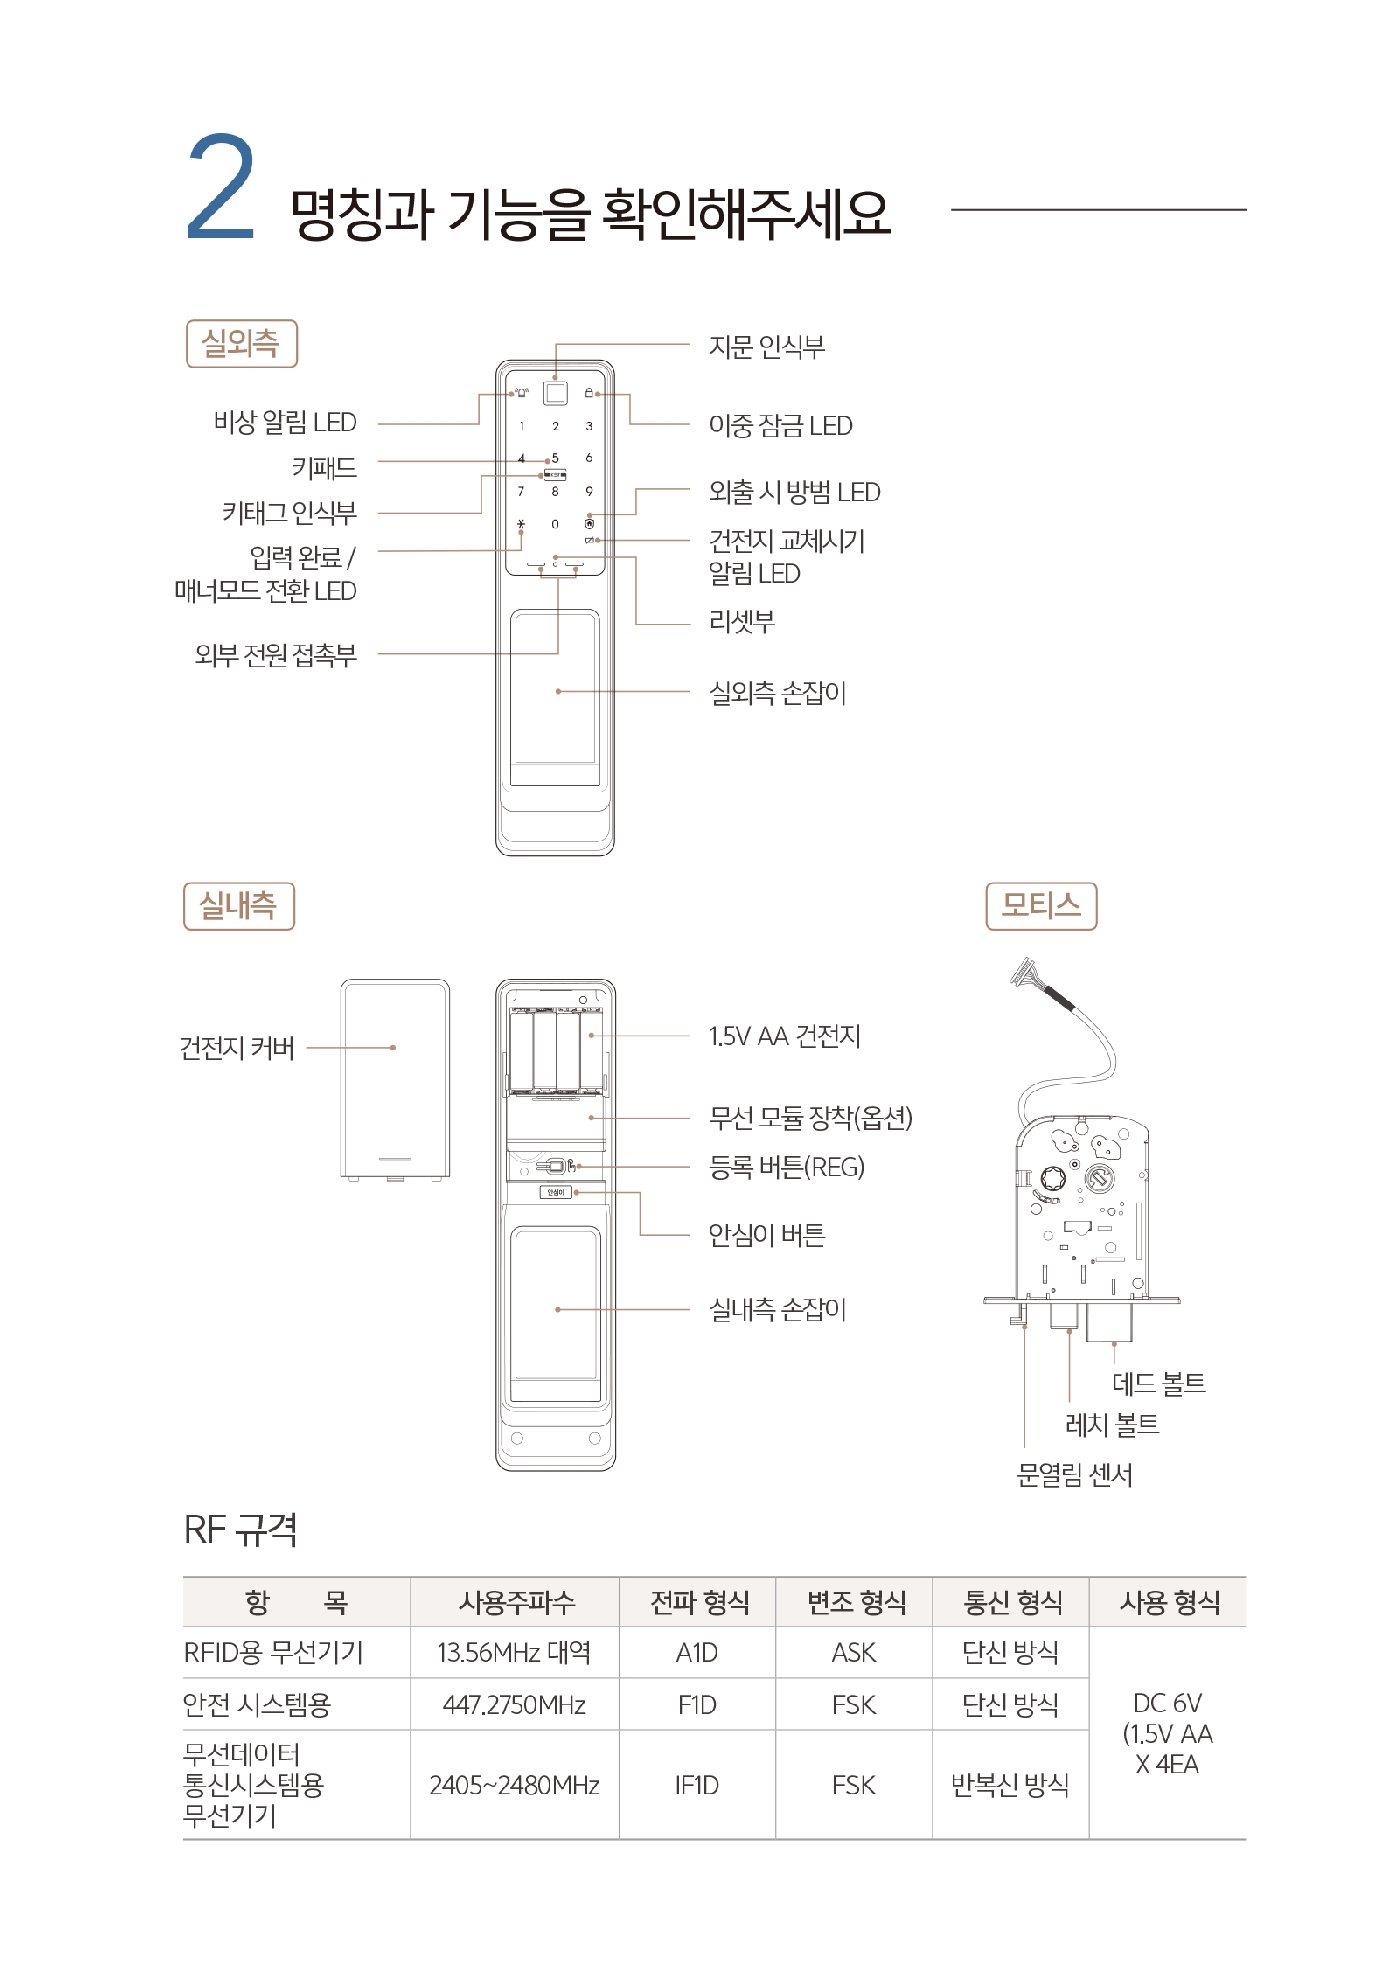 2 명칭과 기능을 확인해주세요
실외측
지문 인식부
비상 알림 LED
이중 잠금 LED
키패드
외출 시 방범 LED
키태그 인식부
건전지 교체시기
알림 LED
입력 완료 /
매너모드 전환 LED
리셋부
외부 전원 접촉부
실외측 손잡이
1 2 3
4 5 6
7 8 9
* 0
실내측
모티스
건전지 커버
1.5V AA 건전지
무선 모듈 장착(옵션)
등록 버튼(REG)
안심이
안심이 버튼
실내측 손잡이
데드 볼트
레치 볼트
문열림 센서
RF 규격
항 목 사용주파수 전파 형식 변조 형식 통신 형식 사용 형식
RFID용 무선기기 13.56MHz 대역 A1D ASK 단신 방식
안전 시스템용 447.2750MHz F1D FSK 단신 방식
무선데이터
통신시스템용
무선기기
2405~2480MHz IF1D FSK 반복신 방식
DC 6V
(1.5V AA
X 4EA